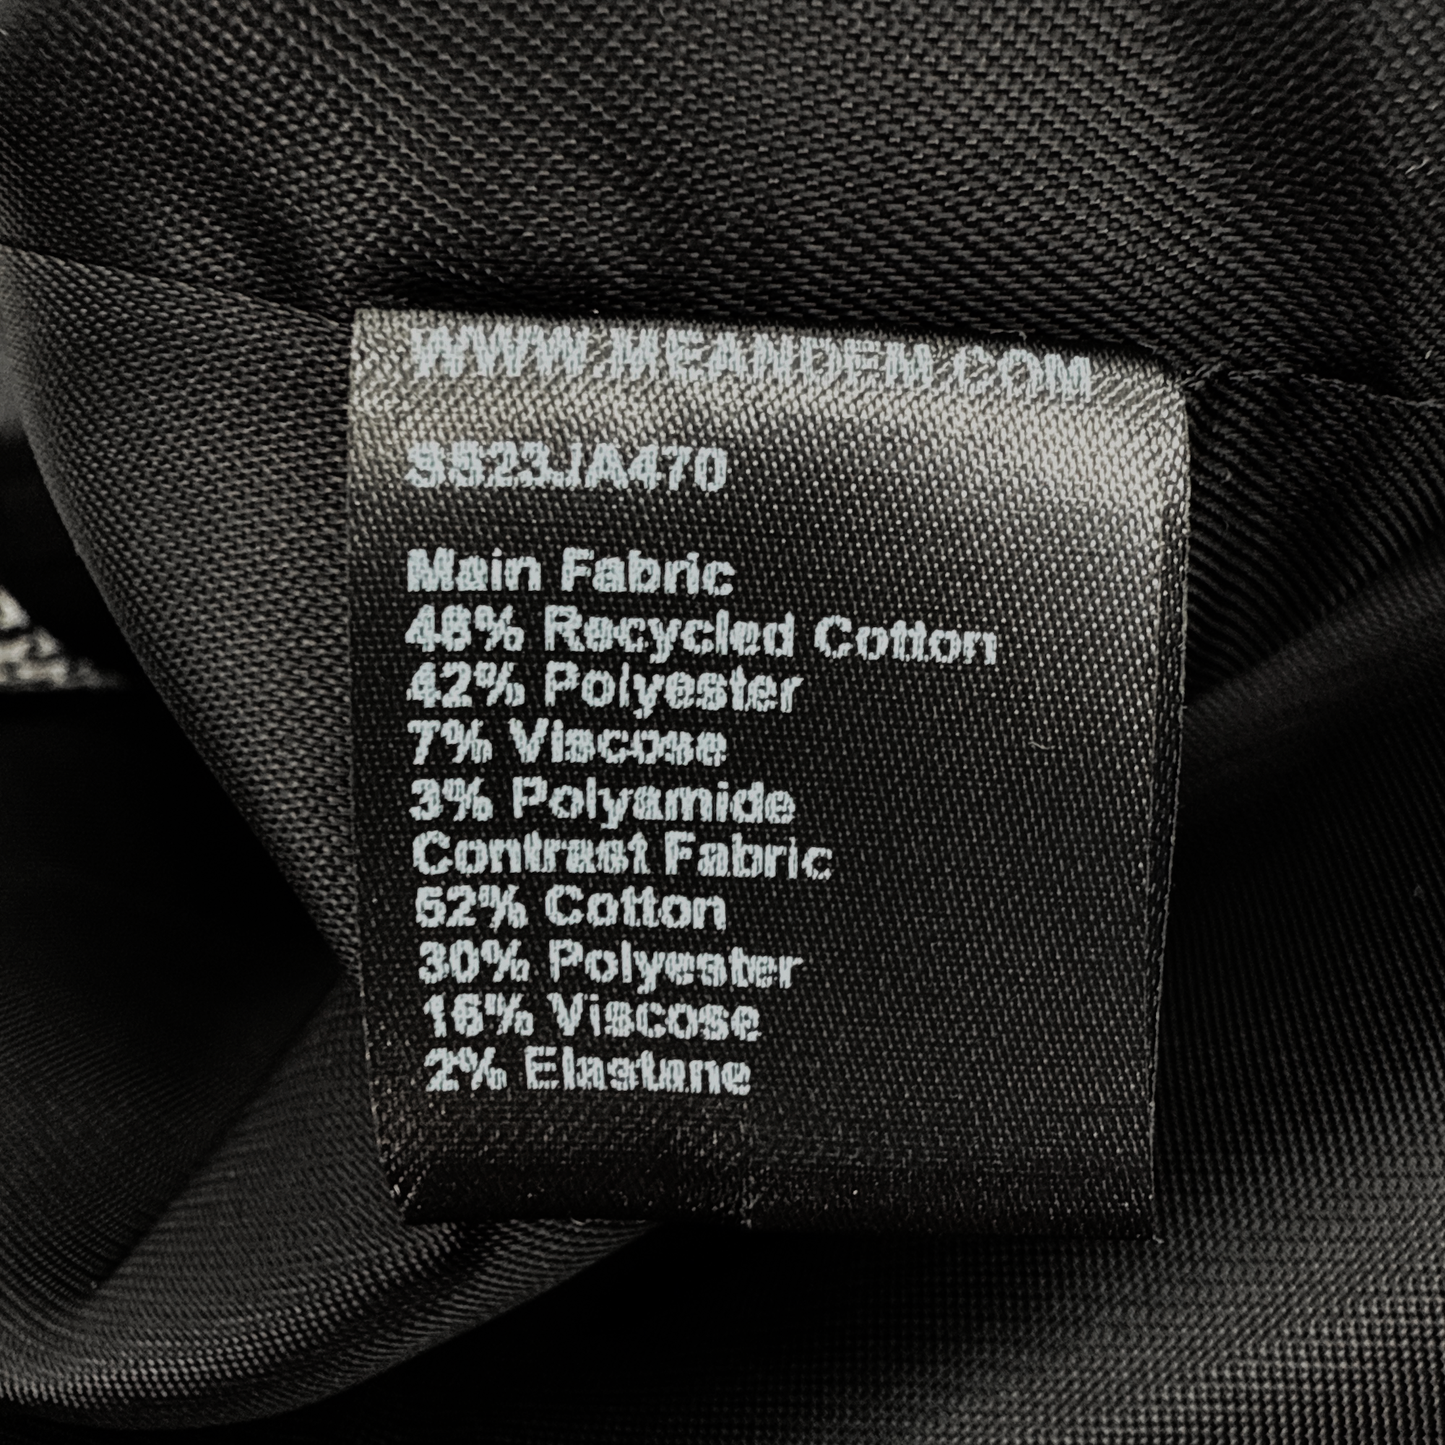 WWW.MEANDEM.COM
SS23JA470
Main Fabric
48% Recycled Cotton
42% Polyester
7% Viscose
3% Polyamide
Contrast Fabric
52% Cotton
30% Polyester
16% Viscose
2% Elastane